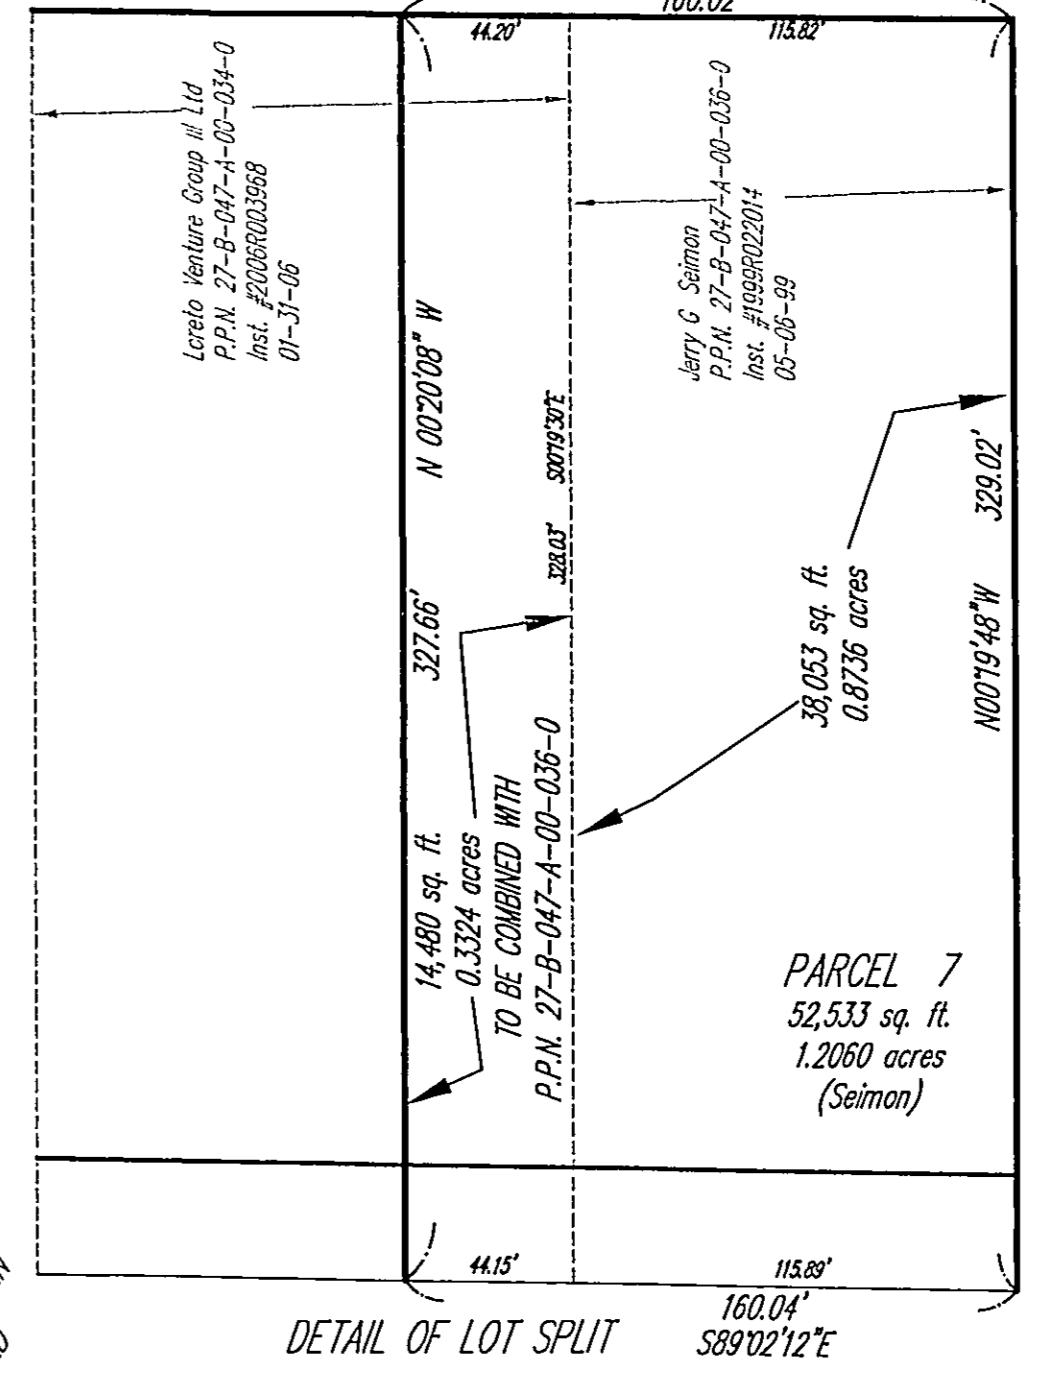 44.20'
115.82'
Loreto Venture Group III Ltd
P.P.N. 27-B-047-A-00-034-0
Inst. #2006R003968
01-31-06
Jerry G Seimon
P.P.N. 27-B-047-A-00-036-0
Inst. #1999R022014
05-06-99
N 00°20'08" W
327.66'
S00°19'30"E
328.03'
329.02'
N00°19'48"W
38,053 sq. ft.
0.8736 acres
14,480 sq. ft.
0.3324 acres
TO BE COMBINED WITH
P.P.N. 27-B-047-A-00-036-0
PARCEL 7
52,533 sq. ft.
1.2060 acres
(Seimon)
44.15'
115.89'
160.04'
S89°02'12"E
DETAIL OF LOT SPLIT